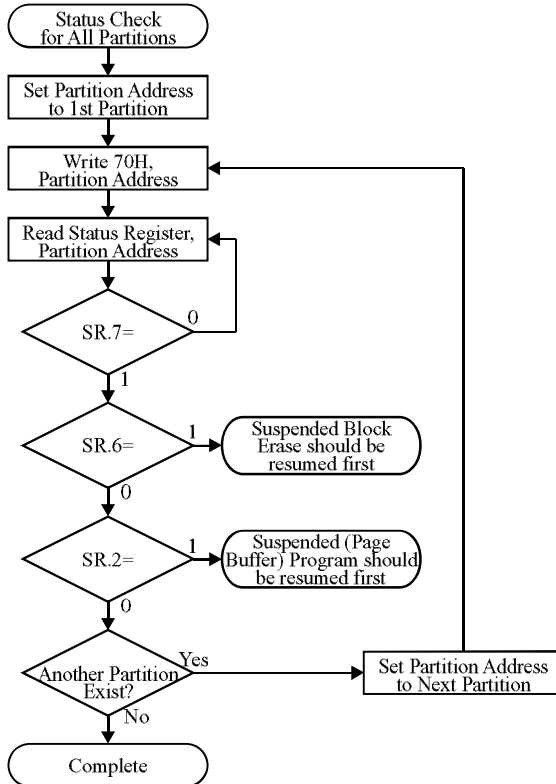 Status Check
for All Partitions
Set Partition Address
to 1st Partition
Write 70H,
Partition Address
Read Status Register,
Partition Address
SR.7=
0
1
SR.6=
1
Suspended Block
Erase should be
resumed first
0
SR.2=
1
Suspended (Page
Buffer) Program should
be resumed first
0
Another Partition
Exist?
Yes
Set Partition Address
to Next Partition
No
Complete